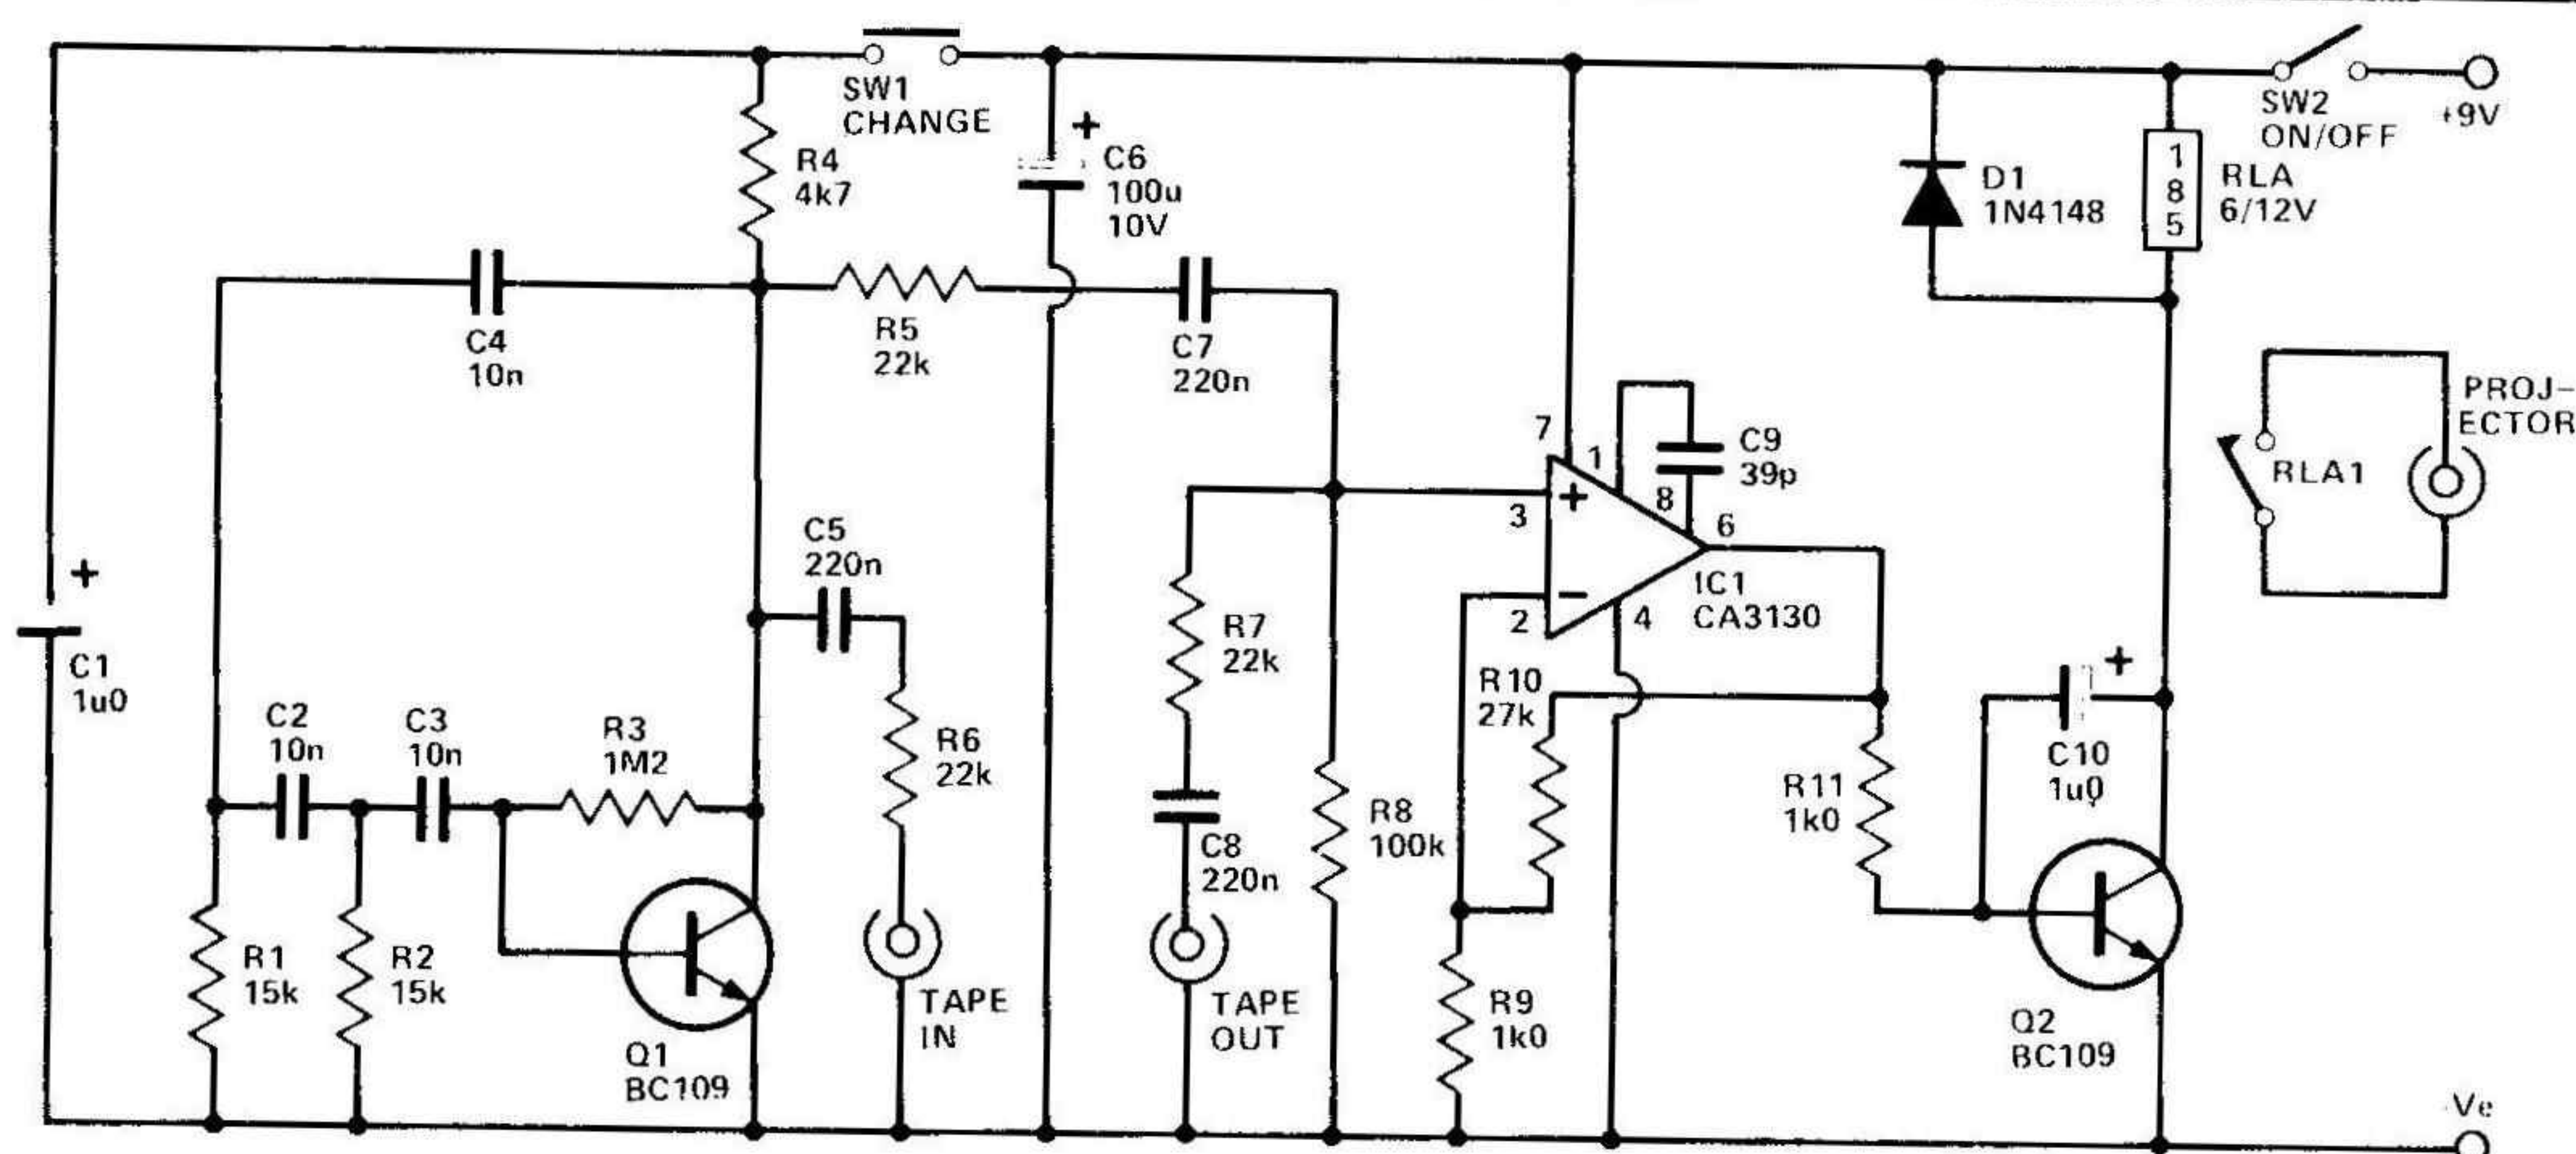 SW1
CHANGE
SW2
ON/OFF
+9V
R4
4k7
+
C6
100u
10V
D1
1N4148
1
8
5
RLA
6/12V
C4
10n
R5
22k
C7
220n
PROJ-
ECTOR
RLA1
7
1
C9
39p
8
3
+
6
2
−
4
IC1
CA3130
C5
220n
+
C1
1u0
R7
22k
R10
27k
+
C10
1u0
C2
10n
C3
10n
R3
1M2
R6
22k
R8
100k
R11
1k0
C8
220n
R1
15k
R2
15k
Q1
BC109
TAPE
IN
TAPE
OUT
R9
1k0
Q2
BC109
-Ve